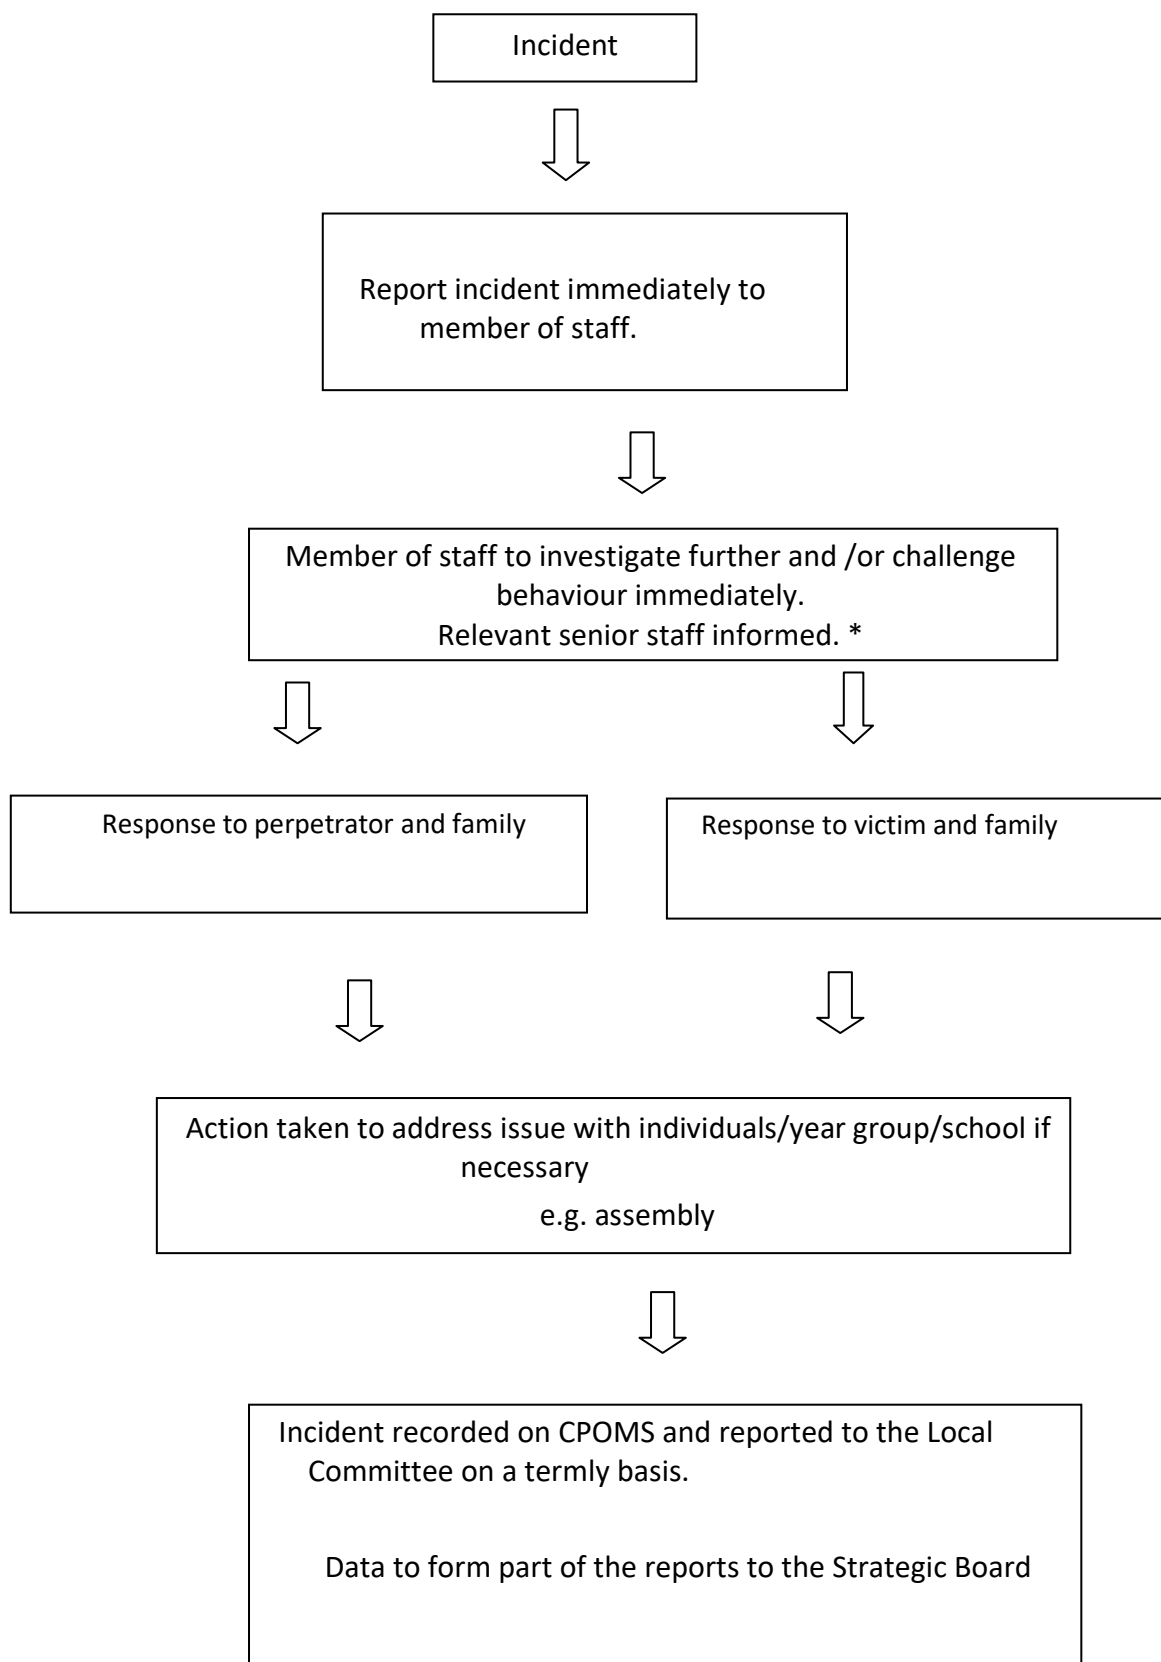 Incident
Report incident immediately to
member of staff.
Member of staff to investigate further and /or challenge
behaviour immediately.
Relevant senior staff informed. *
Response to perpetrator and family
Response to victim and family
Action taken to address issue with individuals/year group/school if
necessary
e.g. assembly
Incident recorded on CPOMS and reported to the Local
Committee on a termly basis.
Data to form part of the reports to the Strategic Board